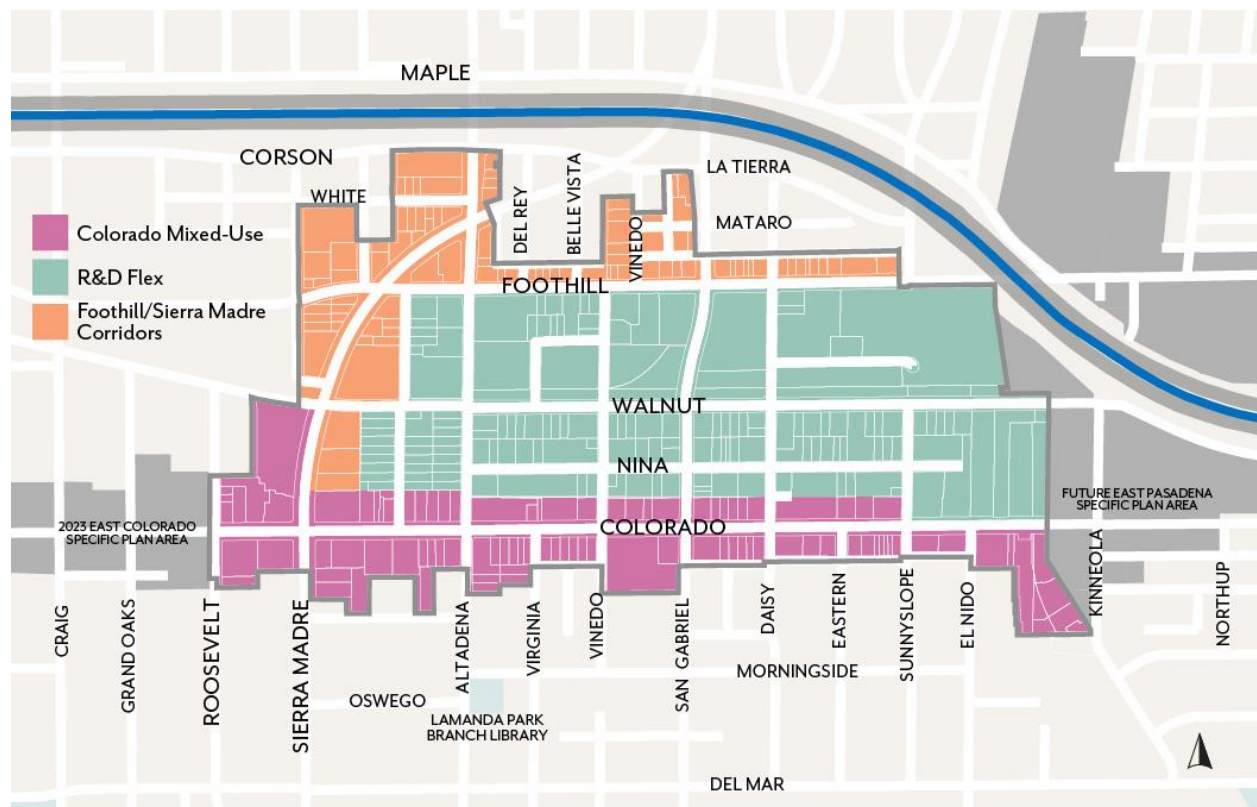 MAPLE
CORSON
WHITE
DEL REY
BELLE VISTA
LA TIERRA
MATARO
VINEDO
Colorado Mixed-Use
R&D Flex
Foothill/Sierra Madre
Corridors
FOOTHILL
WALNUT
NINA
COLORADO
2023 EAST COLORADO
SPECIFIC PLAN AREA
FUTURE EAST PASADENA
SPECIFIC PLAN AREA
CRAIG
GRAND OAKS
ROOSEVELT
SIERRA MADRE
ALTADENA
VIRGINIA
VINEDO
SAN GABRIEL
DAISY
EASTERN
SUNNYSLOPE
EL NIDO
KINNEOLA
NORTHUP
OSWEGO
MORNINGSIDE
LAMANDA PARK
BRANCH LIBRARY
DEL MAR